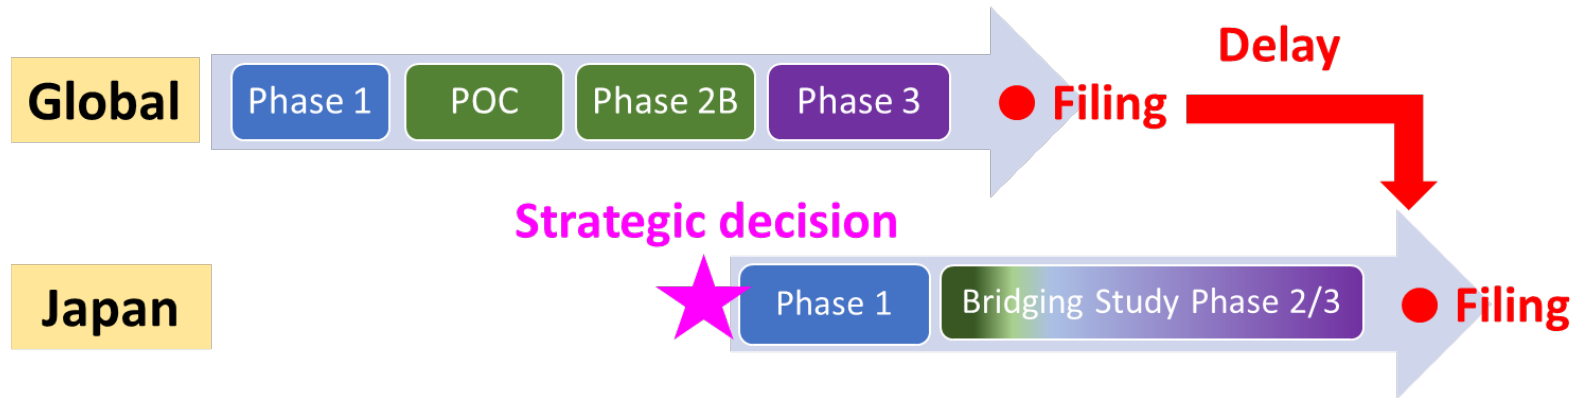 Global
Phase 1
POC
Phase 2B
Phase 3
Filing
Delay
Strategic decision
Japan
Phase 1
Bridging Study Phase 2/3
Filing